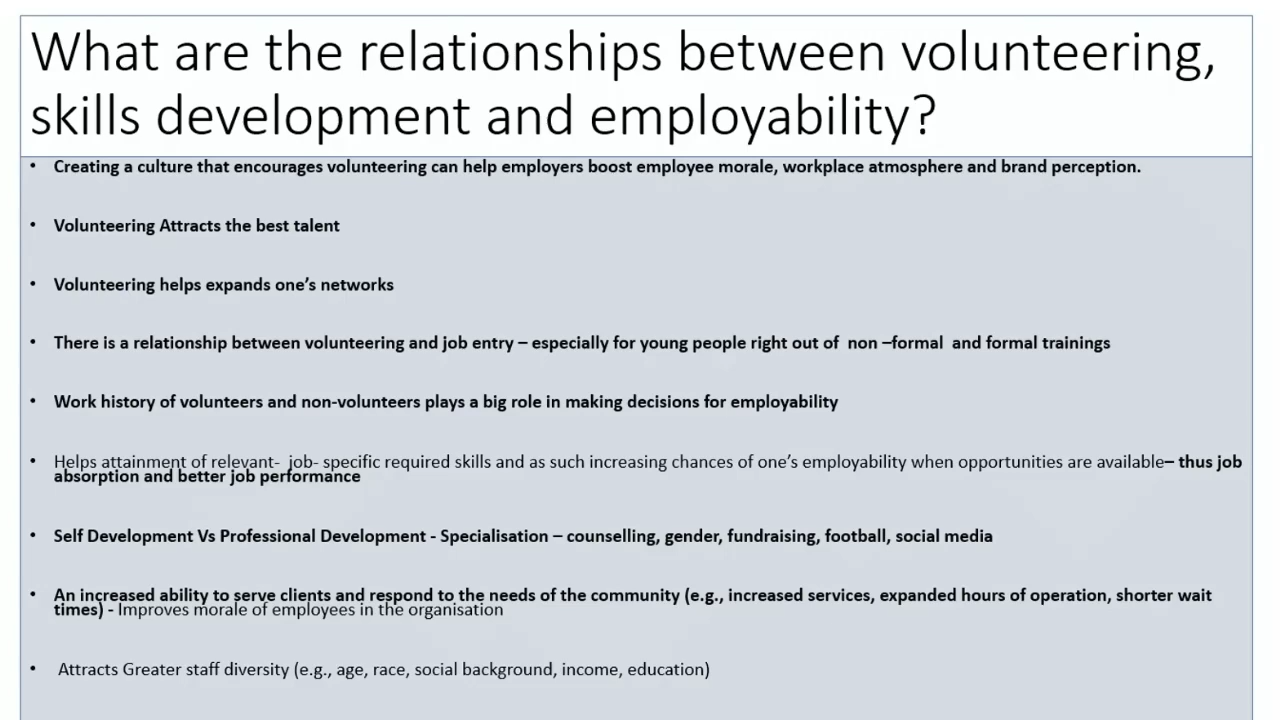 What are the relationships between volunteering,
skills development and employability?
• Creating a culture that encourages volunteering can help employers boost employee morale, workplace atmosphere and brand perception.
• Volunteering Attracts the best talent
• Volunteering helps expands one’s networks
• There is a relationship between volunteering and job entry – especially for young people right out of non –formal and formal trainings
• Work history of volunteers and non-volunteers plays a big role in making decisions for employability
• Helps attainment of relevant- job- specific required skills and as such increasing chances of one’s employability when opportunities are available– thus job
absorption and better job performance
• Self Development Vs Professional Development - Specialisation – counselling, gender, fundraising, football, social media
• An increased ability to serve clients and respond to the needs of the community (e.g., increased services, expanded hours of operation, shorter wait
times) - Improves morale of employees in the organisation
• Attracts Greater staff diversity (e.g., age, race, social background, income, education)